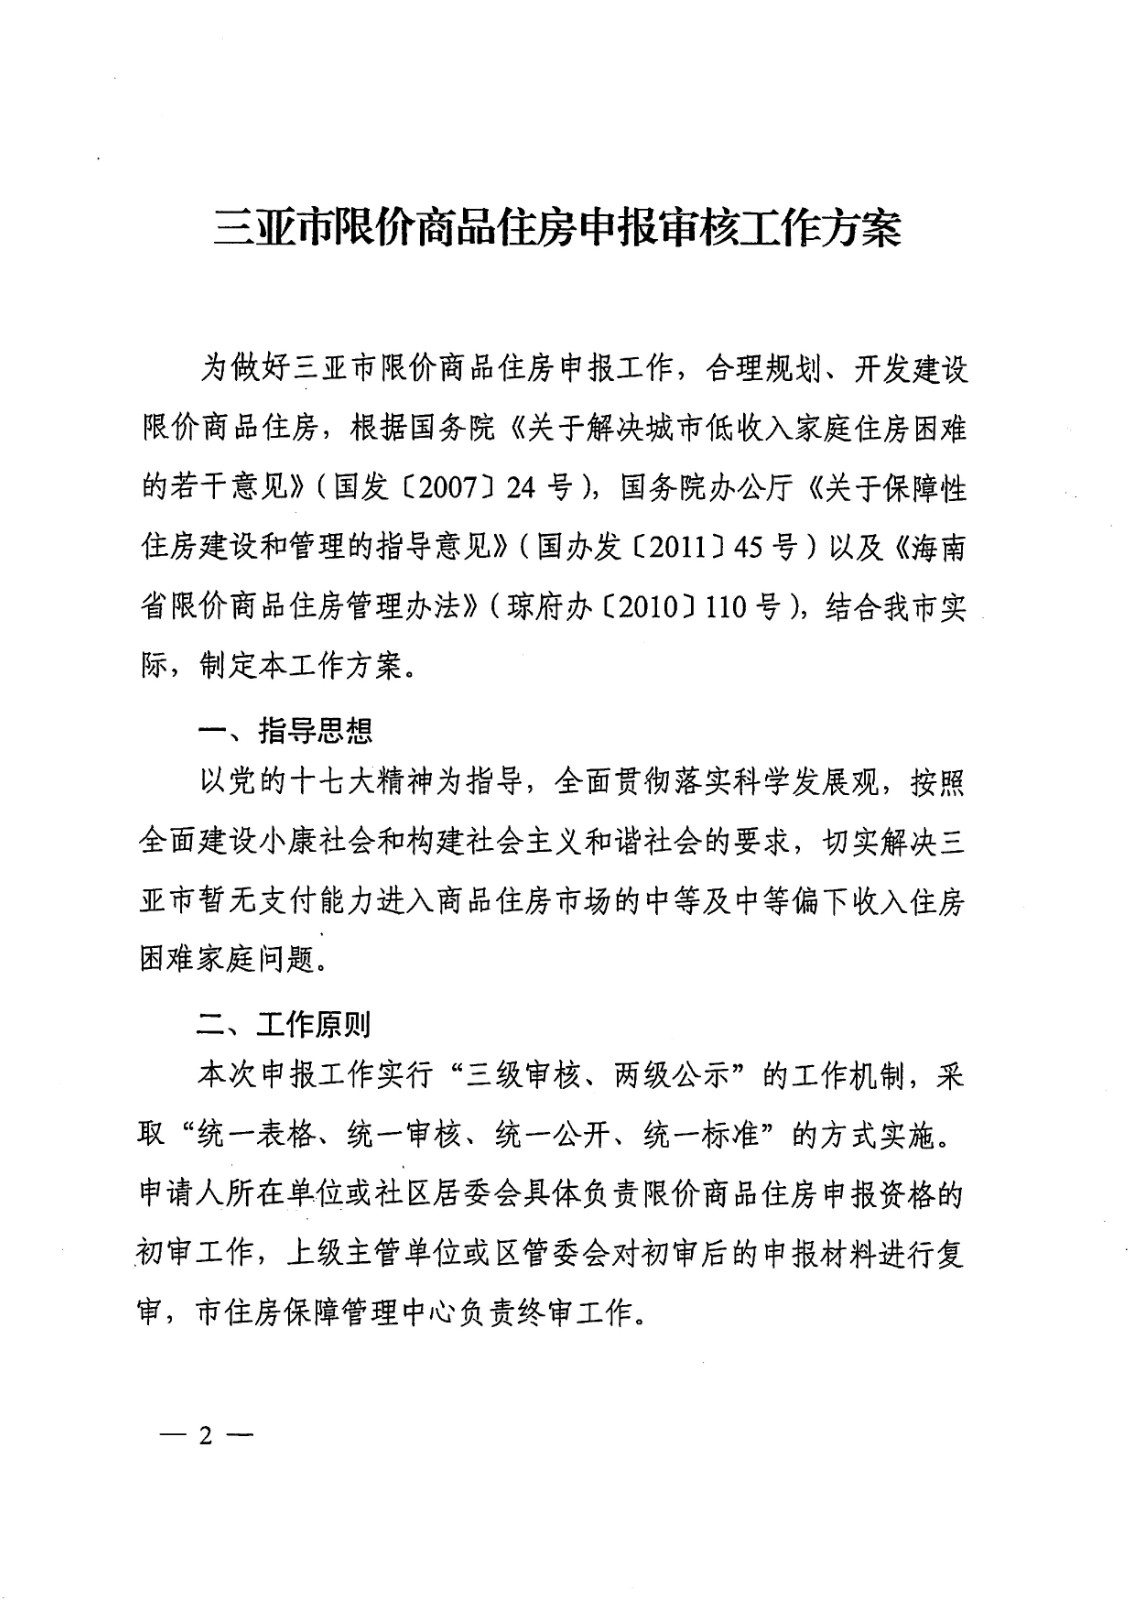 三亚市限价商品住房申报审核工作方案
为做好三亚市限价商品住房申报工作，合理规划、开发建设
限价商品住房，根据国务院《关于解决城市低收入家庭住房困难
的若干意见》（国发〔2007〕24号），国务院办公厅《关于保障性
住房建设和管理的指导意见》（国办发〔2011〕45号）以及《海南
省限价商品住房管理办法》（琼府办〔2010〕110号），结合我市实
际，制定本工作方案。
一、指导思想
以党的十七大精神为指导，全面贯彻落实科学发展观，按照
全面建设小康社会和构建社会主义和谐社会的要求，切实解决三
亚市暂无支付能力进入商品住房市场的中等及中等偏下收入住房
困难家庭问题。
二、工作原则
本次申报工作实行“三级审核、两级公示”的工作机制，采
取“统一表格、统一审核、统一公开、统一标准”的方式实施。
申请人所在单位或社区居委会具体负责限价商品住房申报资格的
初审工作，上级主管单位或区管委会对初审后的申报材料进行复
审，市住房保障管理中心负责终审工作。
— 2 —